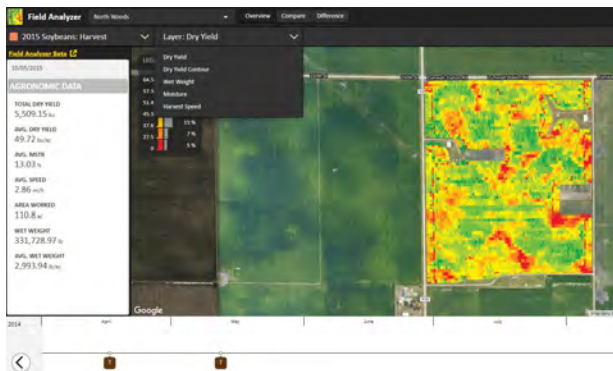 Field Analyzer
North Woods
Overview
Compare
Difference
2015 Soybeans: Harvest
Layer: Dry Yield
Field Analyzer Beta
10/05/2015
AGRONOMIC DATA
TOTAL DRY YIELD
5,509.15 bu
AVG. DRY YIELD
49.72 bu/ac
AVG. MSTR
13.03 %
AVG. SPEED
2.86 mi/h
AREA WORKED
110.8 ac
WET WEIGHT
331,728.97 lb
AVG. WET WEIGHT
2,993.94 lb/ac
Dry Yield
Dry Yield Contour
Wet Weight
Moisture
Harvest Speed
64.5
57.5
51.4
45.3
37.6
27.5
0
15 %
7 %
5 %
Google
2014
April
May
June
July
T
T